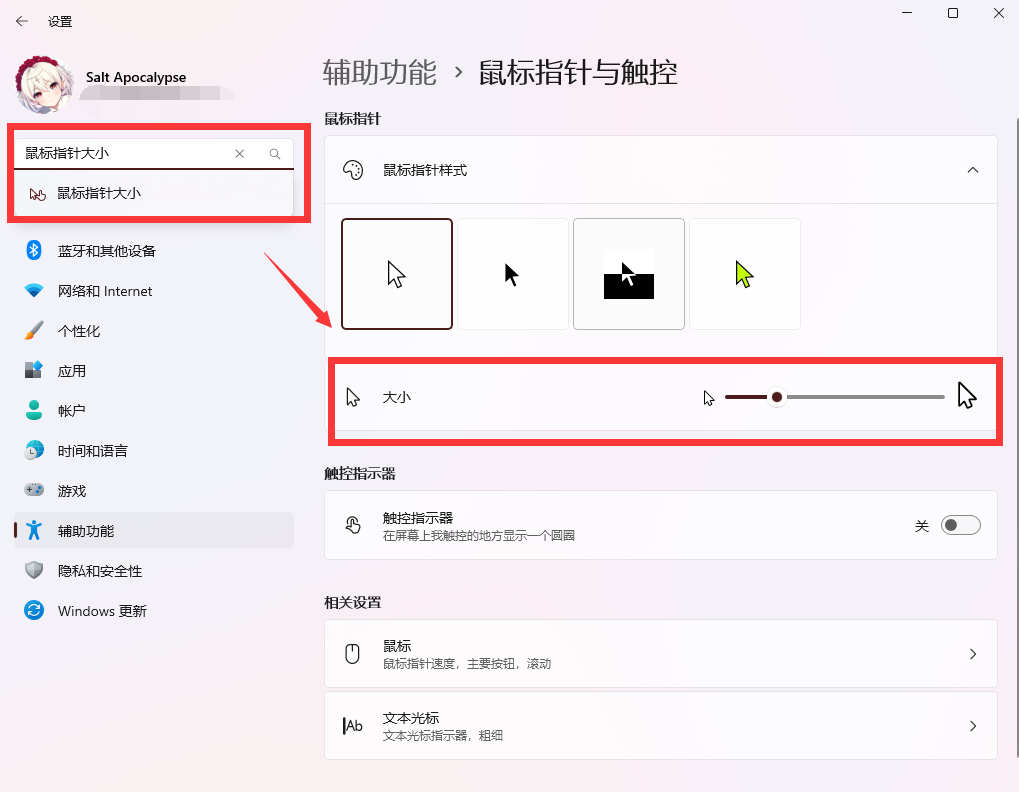 设置
Salt Apocalypse
鼠标指针大小
鼠标指针大小
蓝牙和其他设备
网络和 Internet
个性化
应用
帐户
时间和语言
游戏
辅助功能
隐私和安全性
Windows 更新
辅助功能 › 鼠标指针与触控
鼠标指针
鼠标指针样式
大小
触控指示器
触控指示器
在屏幕上我触控的地方显示一个圆圈
关
相关设置
鼠标
鼠标指针速度，主要按钮，滚动
Ab
文本光标
文本光标指示器，粗细